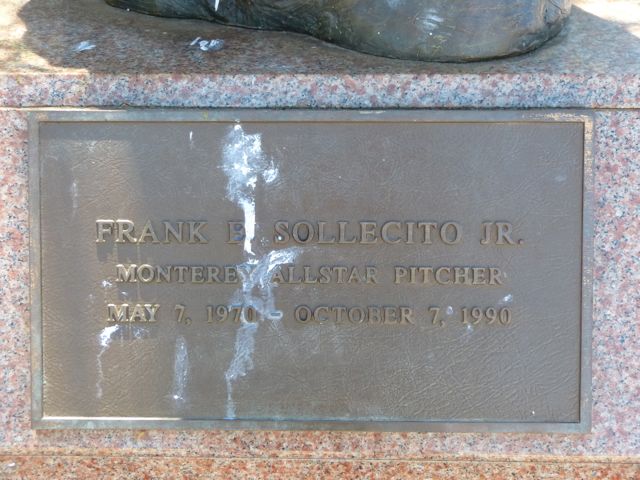 FRANK E. SOLLECITO JR.
MONTEREY ALLSTAR PITCHER
MAY 7, 1970 - OCTOBER 7, 1990